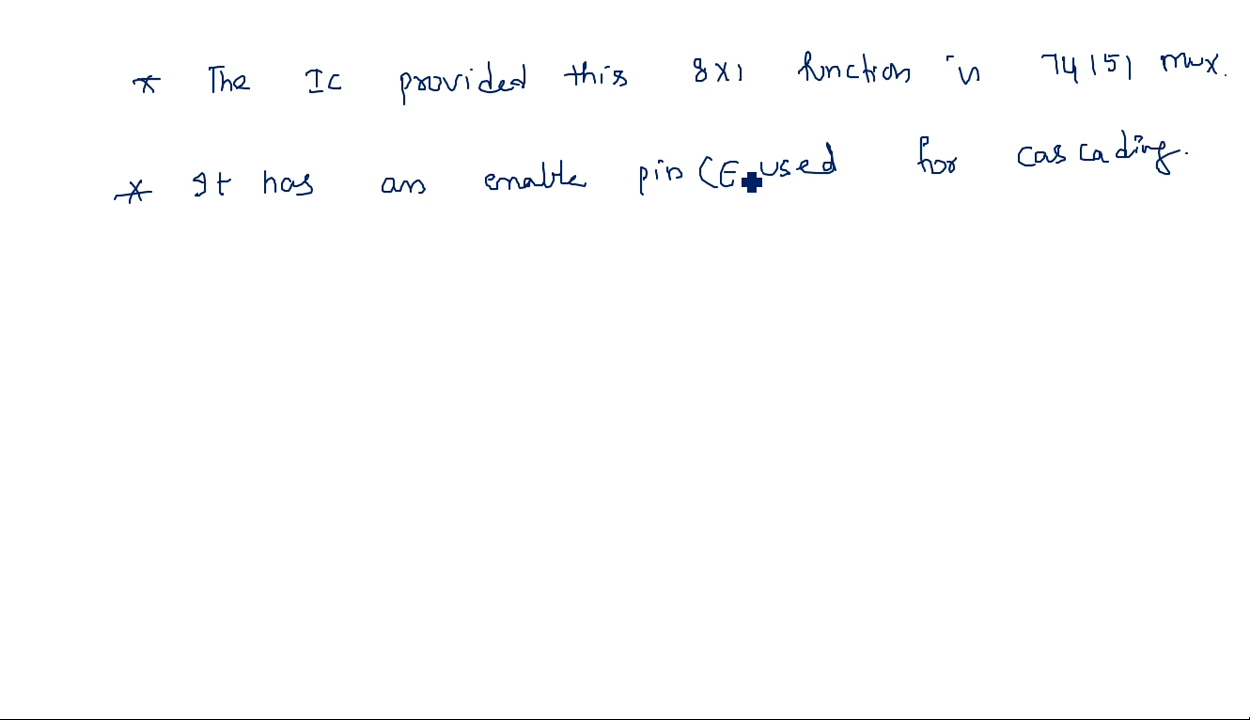 * The IC provided this 8x1 function in 74151 mux.
* It has an enable pin (E used for cascading.